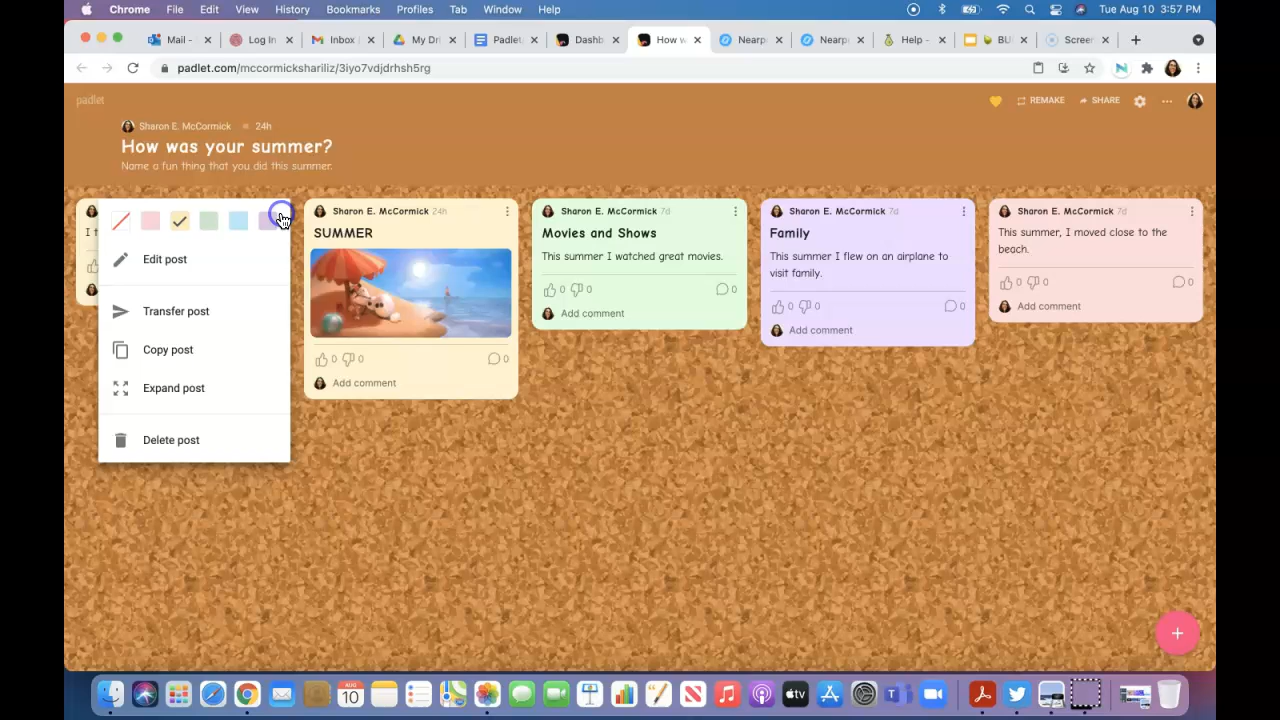 Chrome File Edit View History Bookmarks Profiles Tab Window Help Tue Aug 10 3:57 PM
Mail - Log In Inbox My Dri Padlet Dashb How w Nearp Nearp Help - BU Screen
padlet.com/mccormickshariliz/3iyo7vdjdrhsh5rg
padlet
REMAKE SHARE
Sharon E. McCormick 24h
How was your summer?
Name a fun thing that you did this summer.
I t
Edit post
Transfer post
Copy post
Expand post
Delete post
Sharon E. McCormick 24h
SUMMER
0 0 0
Add comment
Sharon E. McCormick 7d
Movies and Shows
This summer I watched great movies.
0 0 0
Add comment
Sharon E. McCormick 7d
Family
This summer I flew on an airplane to
visit family.
0 0 0
Add comment
Sharon E. McCormick 7d
This summer, I moved close to the
beach.
0 0 0
Add comment
AUG
10
tv